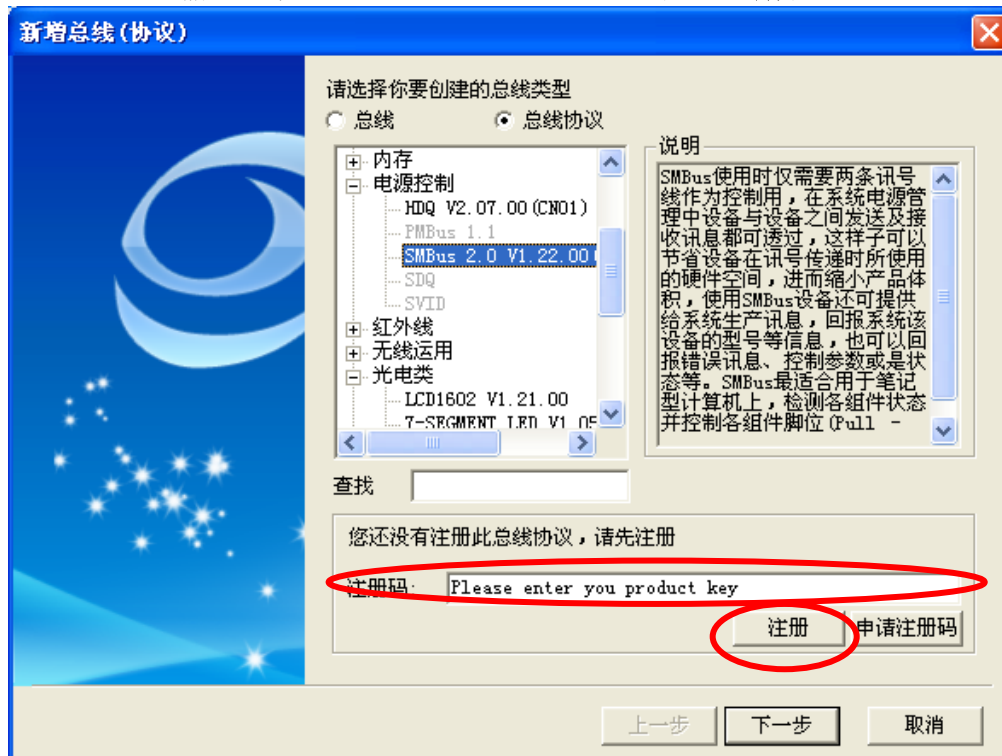 新增总线(协议)
请选择你要创建的总线类型
总线
总线协议
内存
电源控制
HDQ V2.07.00(CN01)
PMBus 1.1
SMBus 2.0 V1.22.00
SDQ
SVID
红外线
无线运用
光电类
LCD1602 V1.21.00
7-SEGMENT LED V1.05
说明
SMBus使用时仅需要两条讯号
线作为控制用，在系统电源管
理中设备与设备之间发送及接
收讯息都可透过，这样子可以
节省设备在讯号传递时所使用
的硬件空间，进而缩小产品体
积，使用SMBus设备还可提供
给系统生产讯息，回报系统该
设备的型号等信息，也可以回
报错误讯息、控制参数或是状
态等。SMBus最适合用于笔记
型计算机上，检测各组件状态
并控制各组件脚位(Pull -
查找
您还没有注册此总线协议，请先注册
注册码:
Please enter you product key
注册
申请注册码
上一步
下一步
取消